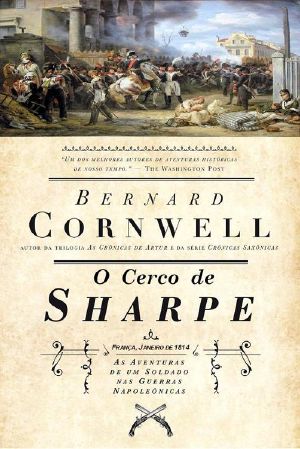 "Um dos melhores autores de aventuras históricas
de nosso tempo." — The Washington Post
Bernard
Cornwell
autor da trilogia As Crônicas de Artur e da série Crônicas Saxônicas
O Cerco de
Sharpe
França, Janeiro de 1814
As Aventuras
de um Soldado
nas Guerras
Napoleônicas